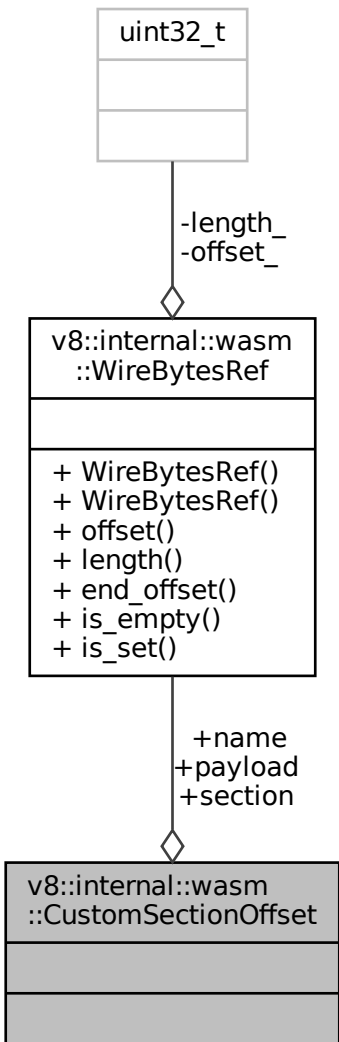 uint32_t
-length_
-offset_
v8::internal::wasm
::WireBytesRef
+ WireBytesRef()
+ WireBytesRef()
+ offset()
+ length()
+ end_offset()
+ is_empty()
+ is_set()
+name
+payload
+section
v8::internal::wasm
::CustomSectionOffset